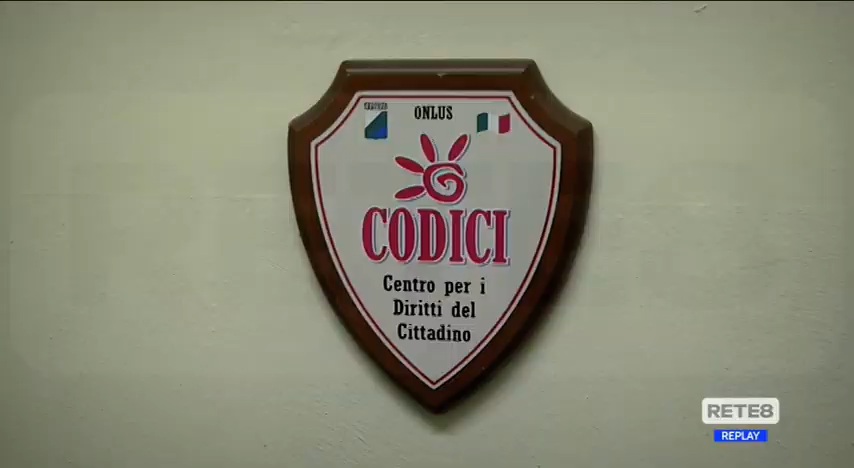 ONLUS
CODICI
Centro per i
Diritti del
Cittadino
RETE8
REPLAY